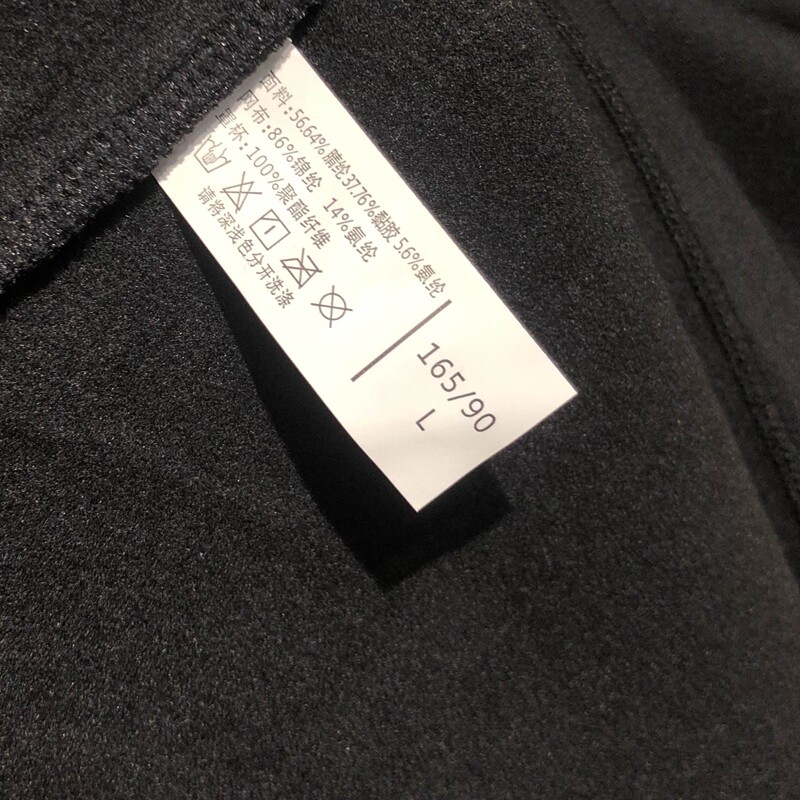 面料:56.64%腈纶37.76%黏胶 5.6%氨纶
网布:86%锦纶 14%氨纶
罩杯:100%聚酯纤维
请将深浅色分开洗涤
165/90
L